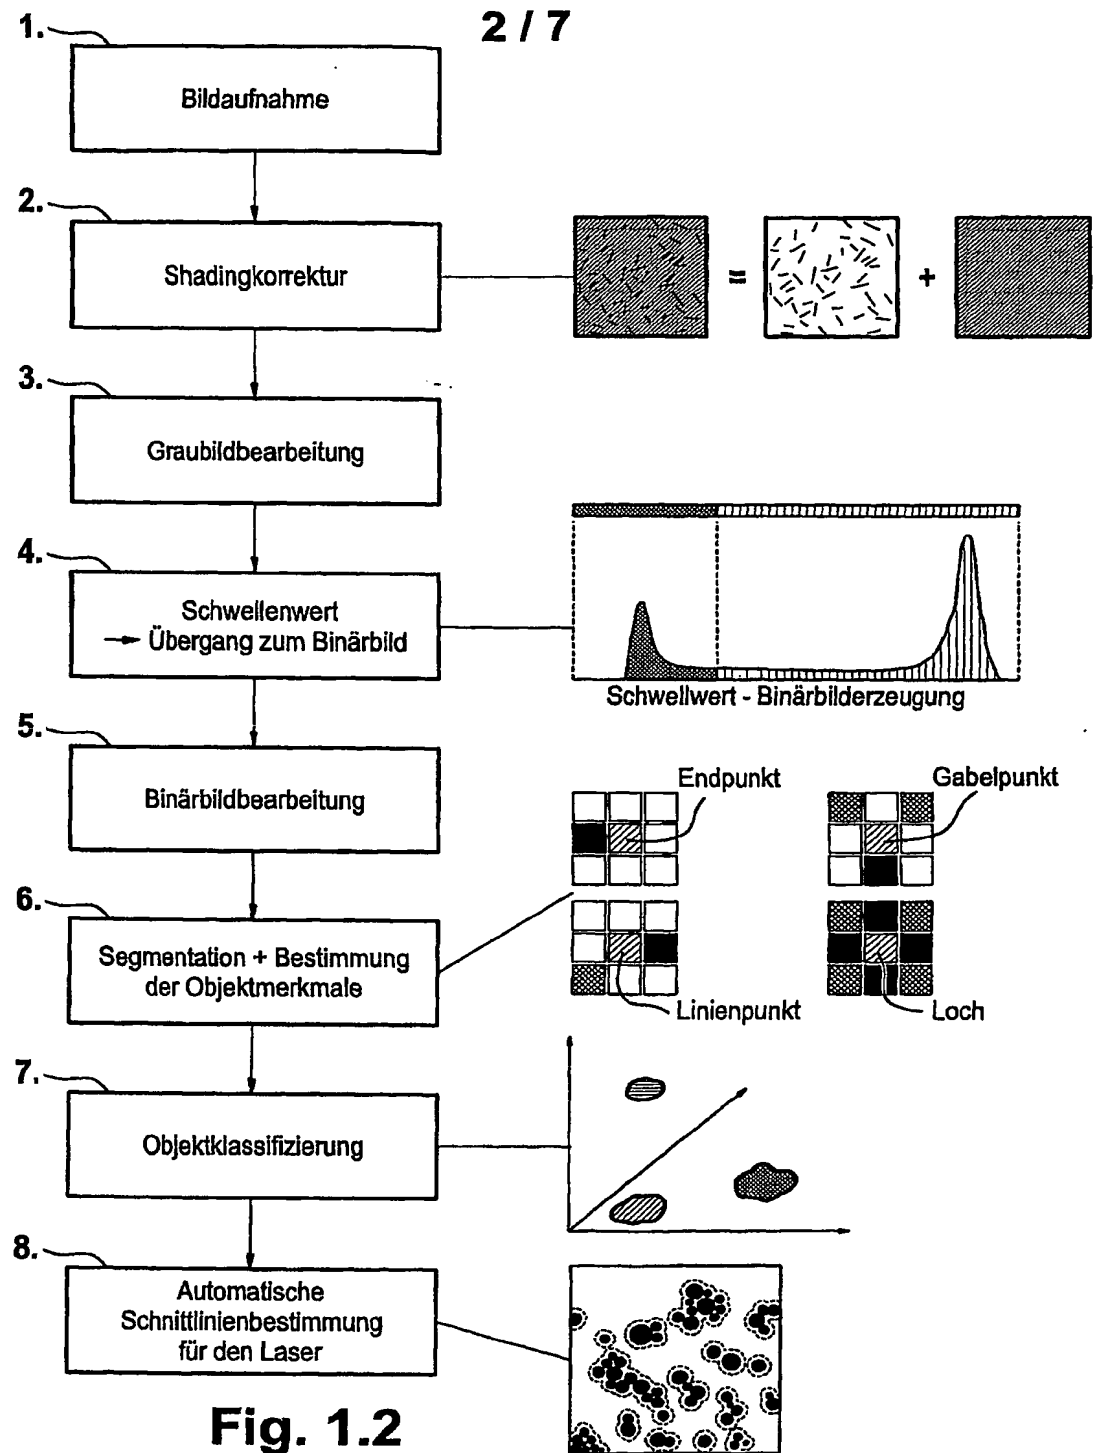 2 / 7
1.
Bildaufnahme
2.
Shadingkorrektur
=
+
3.
Graubildbearbeitung
4.
Schwellenwert
→ Übergang zum Binärbild
Schwellwert - Binärbilderzeugung
5.
Binärbildbearbeitung
Endpunkt
Gabelpunkt
6.
Segmentation + Bestimmung
der Objektmerkmale
Linienpunkt
Loch
7.
Objektklassifizierung
8.
Automatische
Schnittlinienbestimmung
für den Laser
Fig. 1.2